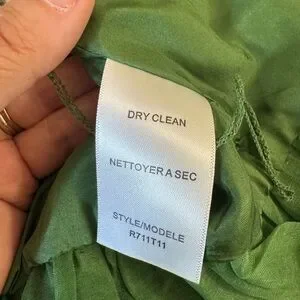 DRY CLEAN
NETTOYER A SEC
STYLE/MODELE
R711T11